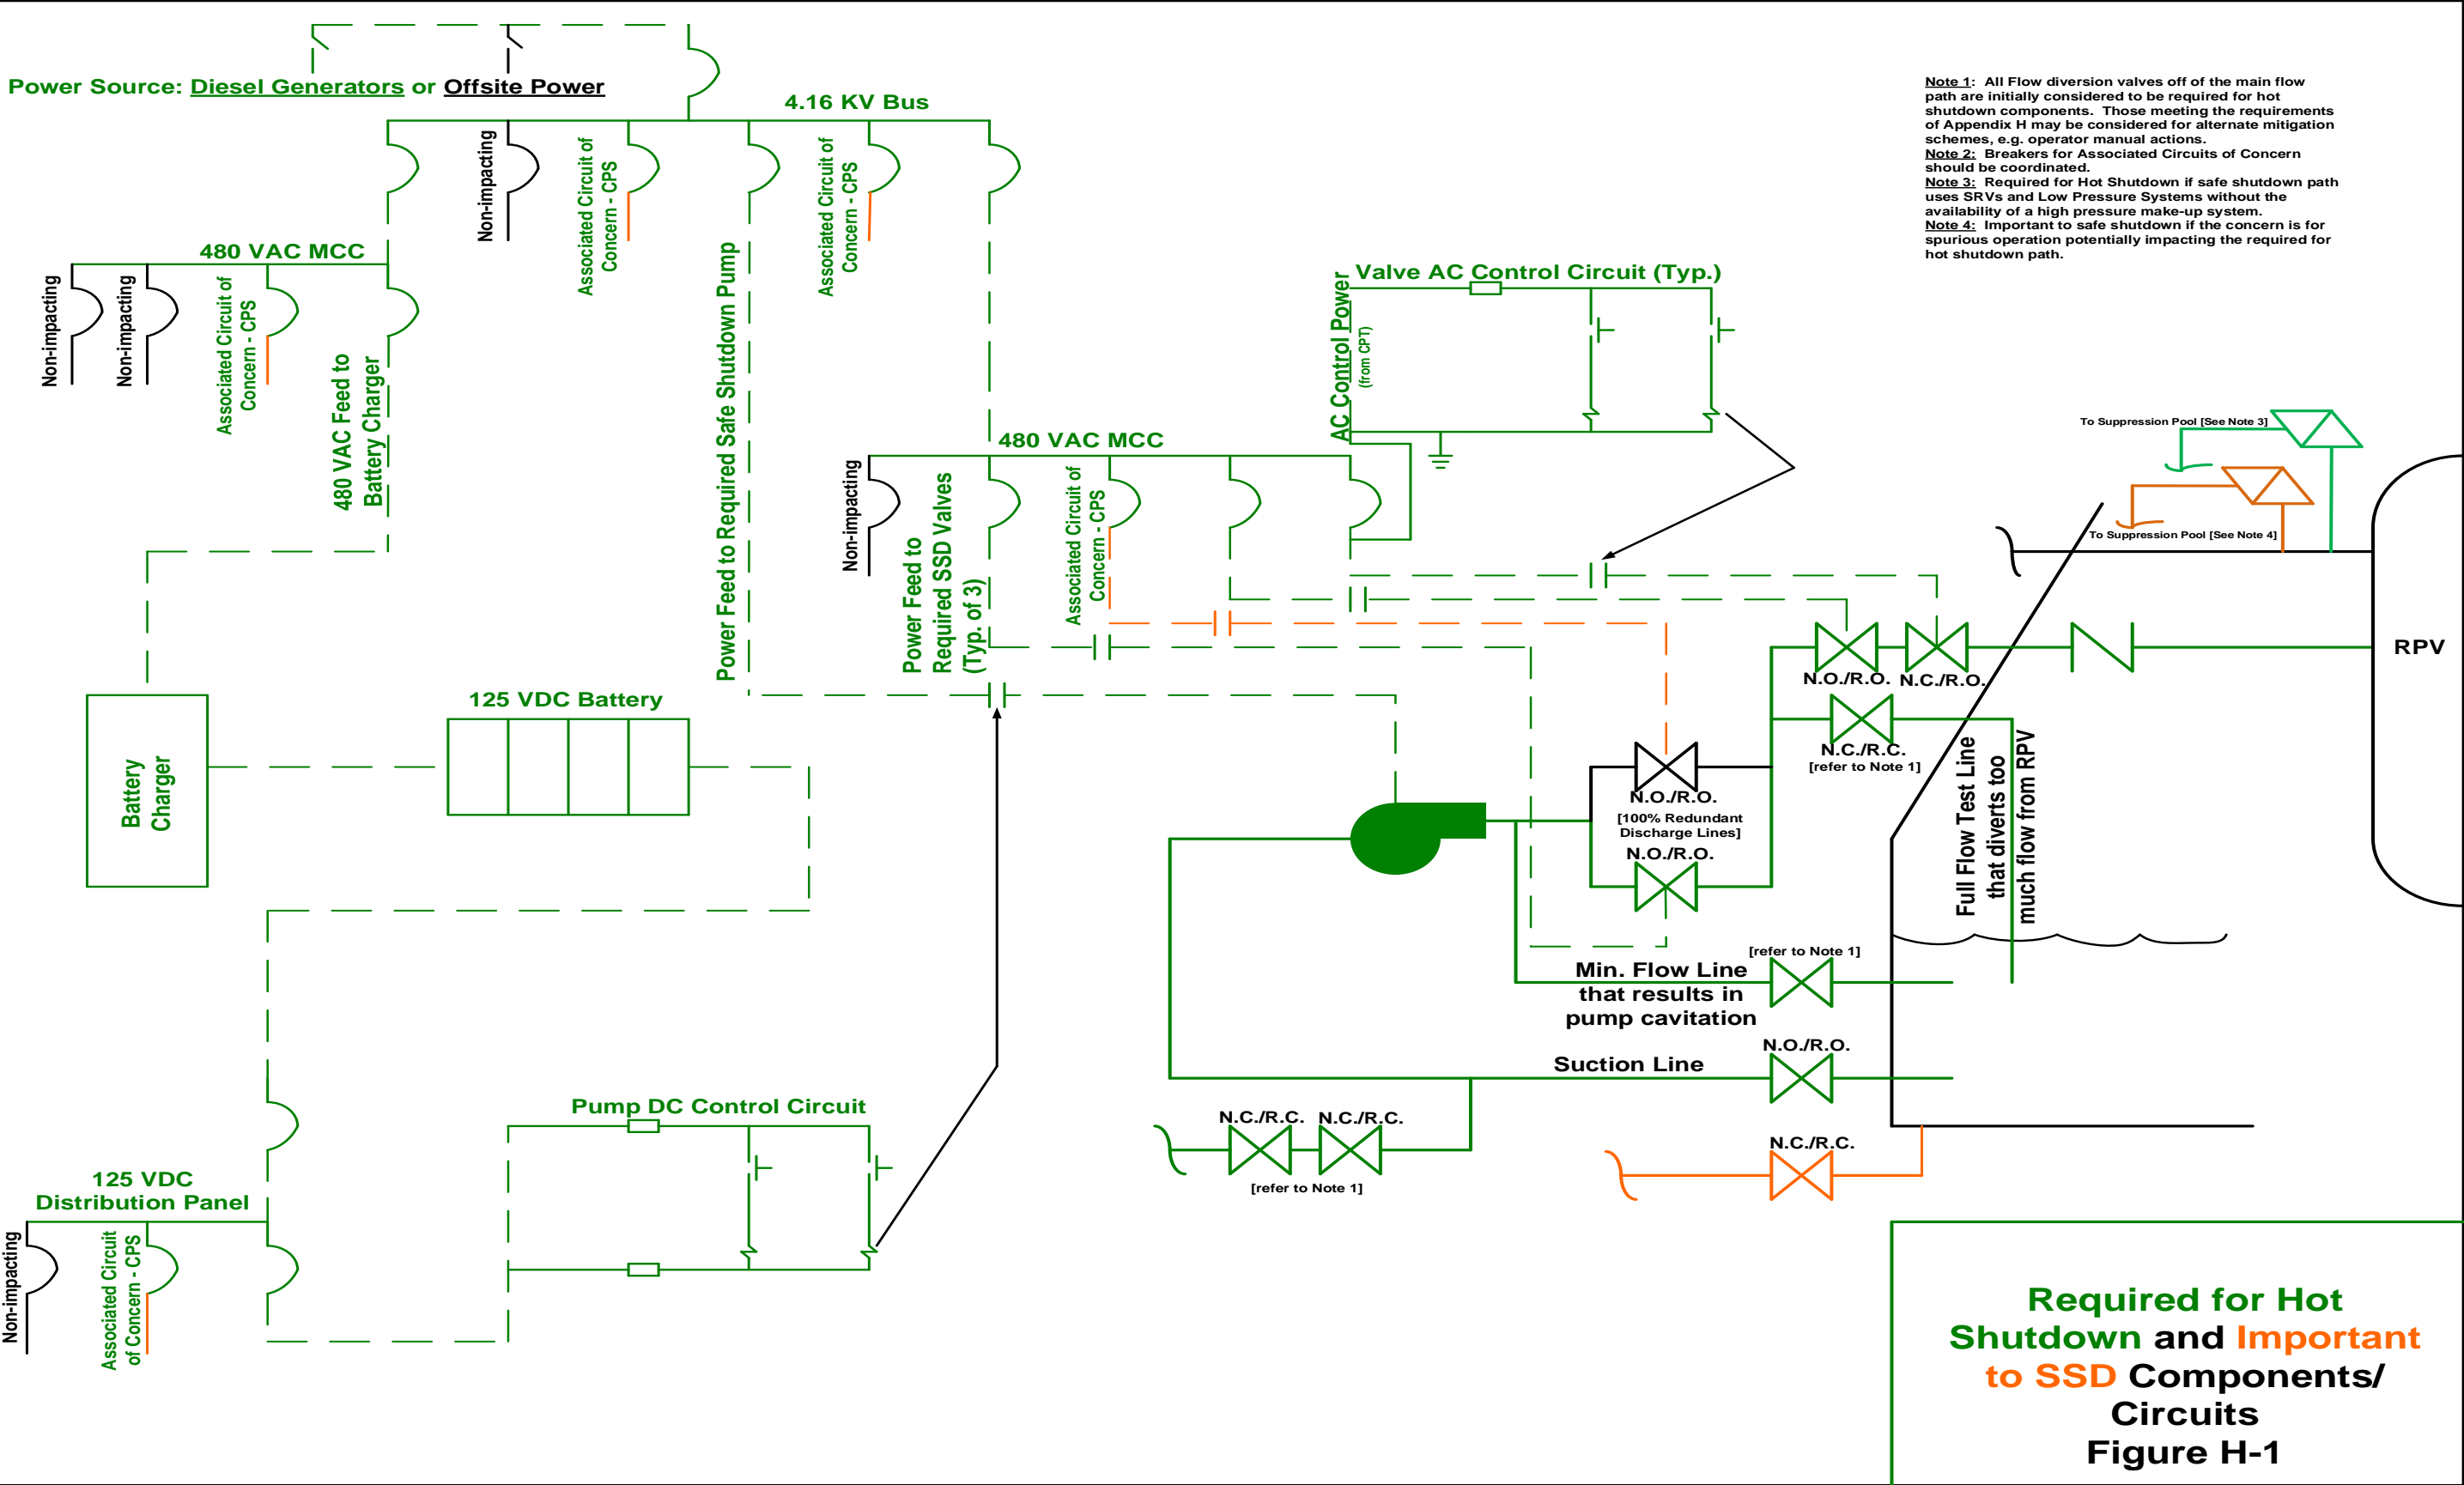 Power Source: Diesel Generators or Offsite Power
4.16 KV Bus
Non-impacting
Associated Circuit of
Concern - CPS
Associated Circuit of
Concern - CPS
Note 1:  All Flow diversion valves off of the main flow
path are initially considered to be required for hot
shutdown components.  Those meeting the requirements
of Appendix H may be considered for alternate mitigation
schemes, e.g. operator manual actions.
Note 2:  Breakers for Associated Circuits of Concern
should be coordinated.
Note 3:  Required for Hot Shutdown if safe shutdown path
uses SRVs and Low Pressure Systems without the
availability of a high pressure make-up system.
Note 4:  Important to safe shutdown if the concern is for
spurious operation potentially impacting the required for
hot shutdown path.
480 VAC MCC
Non-impacting
Non-impacting
Associated Circuit of
Concern - CPS
480 VAC Feed to
Battery Charger
Power Feed to Required Safe Shutdown Pump
Valve AC Control Circuit (Typ.)
AC Control Power
(from CPT)
480 VAC MCC
Non-impacting
Power Feed to
Required SSD Valves
(Typ. of 3)
Associated Circuit of
Concern - CPS
To Suppression Pool [See Note 3]
To Suppression Pool [See Note 4]
RPV
N.O./R.O.
N.C./R.O.
N.C./R.C.
[refer to Note 1]
125 VDC Battery
Battery
Charger
N.O./R.O.
[100% Redundant
Discharge Lines]
N.O./R.O.
Full Flow Test Line
that diverts too
much flow from RPV
[refer to Note 1]
Min. Flow Line
that results in
pump cavitation
N.O./R.O.
Suction Line
N.C./R.C.
N.C./R.C.
[refer to Note 1]
N.C./R.C.
Pump DC Control Circuit
125 VDC
Distribution Panel
Non-impacting
Associated Circuit
of Concern - CPS
Required for Hot
Shutdown and Important
to SSD Components/
Circuits
Figure H-1